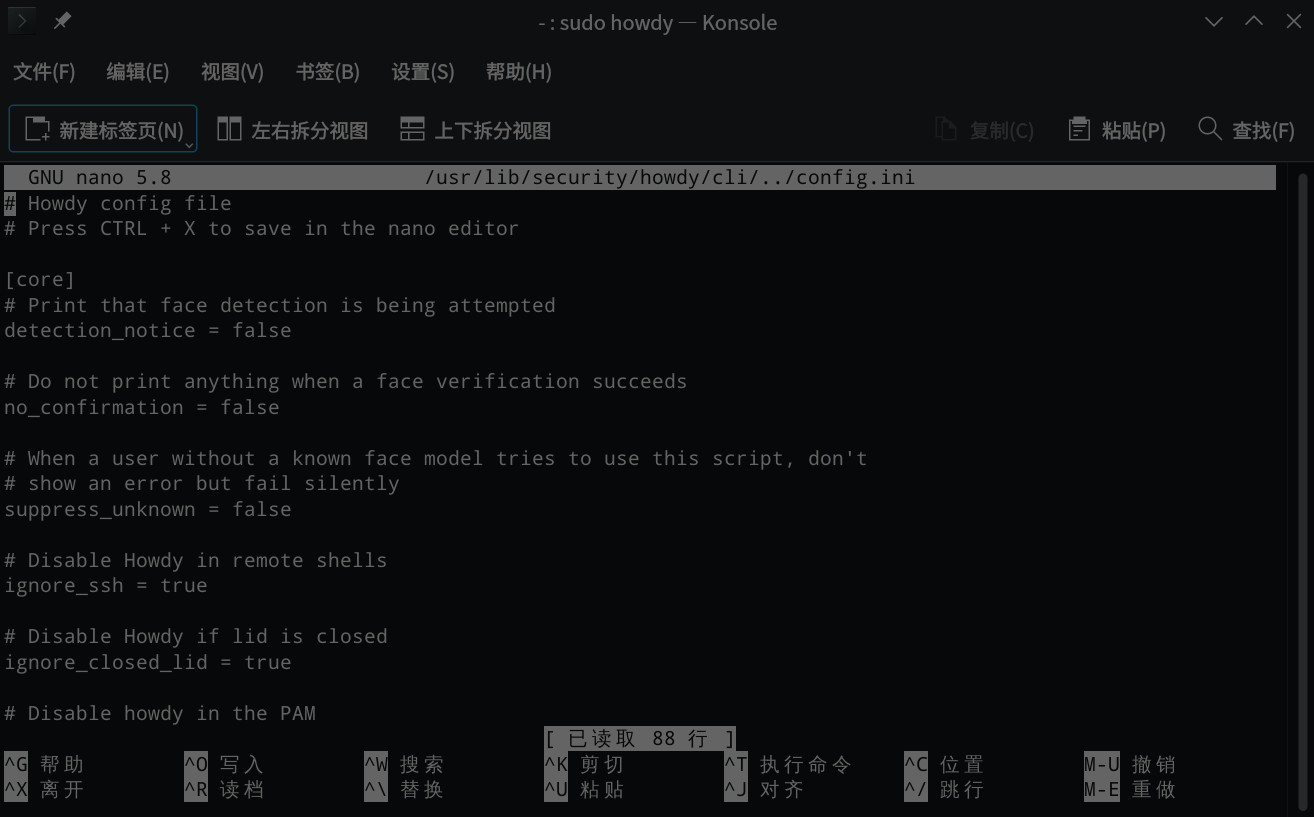 - : sudo howdy — Konsole
文件(F) 编辑(E) 视图(V) 书签(B) 设置(S) 帮助(H)
新建标签页(N) 左右拆分视图 上下拆分视图 复制(C) 粘贴(P) 查找(F)
GNU nano 5.8 /usr/lib/security/howdy/cli/../config.ini
# Howdy config file
# Press CTRL + X to save in the nano editor
[core]
# Print that face detection is being attempted
detection_notice = false
# Do not print anything when a face verification succeeds
no_confirmation = false
# When a user without a known face model tries to use this script, don't
# show an error but fail silently
suppress_unknown = false
# Disable Howdy in remote shells
ignore_ssh = true
# Disable Howdy if lid is closed
ignore_closed_lid = true
# Disable howdy in the PAM
[ 已读取 88 行 ]
^G 帮助 ^O 写入 ^W 搜索 ^K 剪切 ^T 执行命令 ^C 位置 M-U 撤销
^X 离开 ^R 读档 ^\ 替换 ^U 粘贴 ^J 对齐 ^/ 跳行 M-E 重做